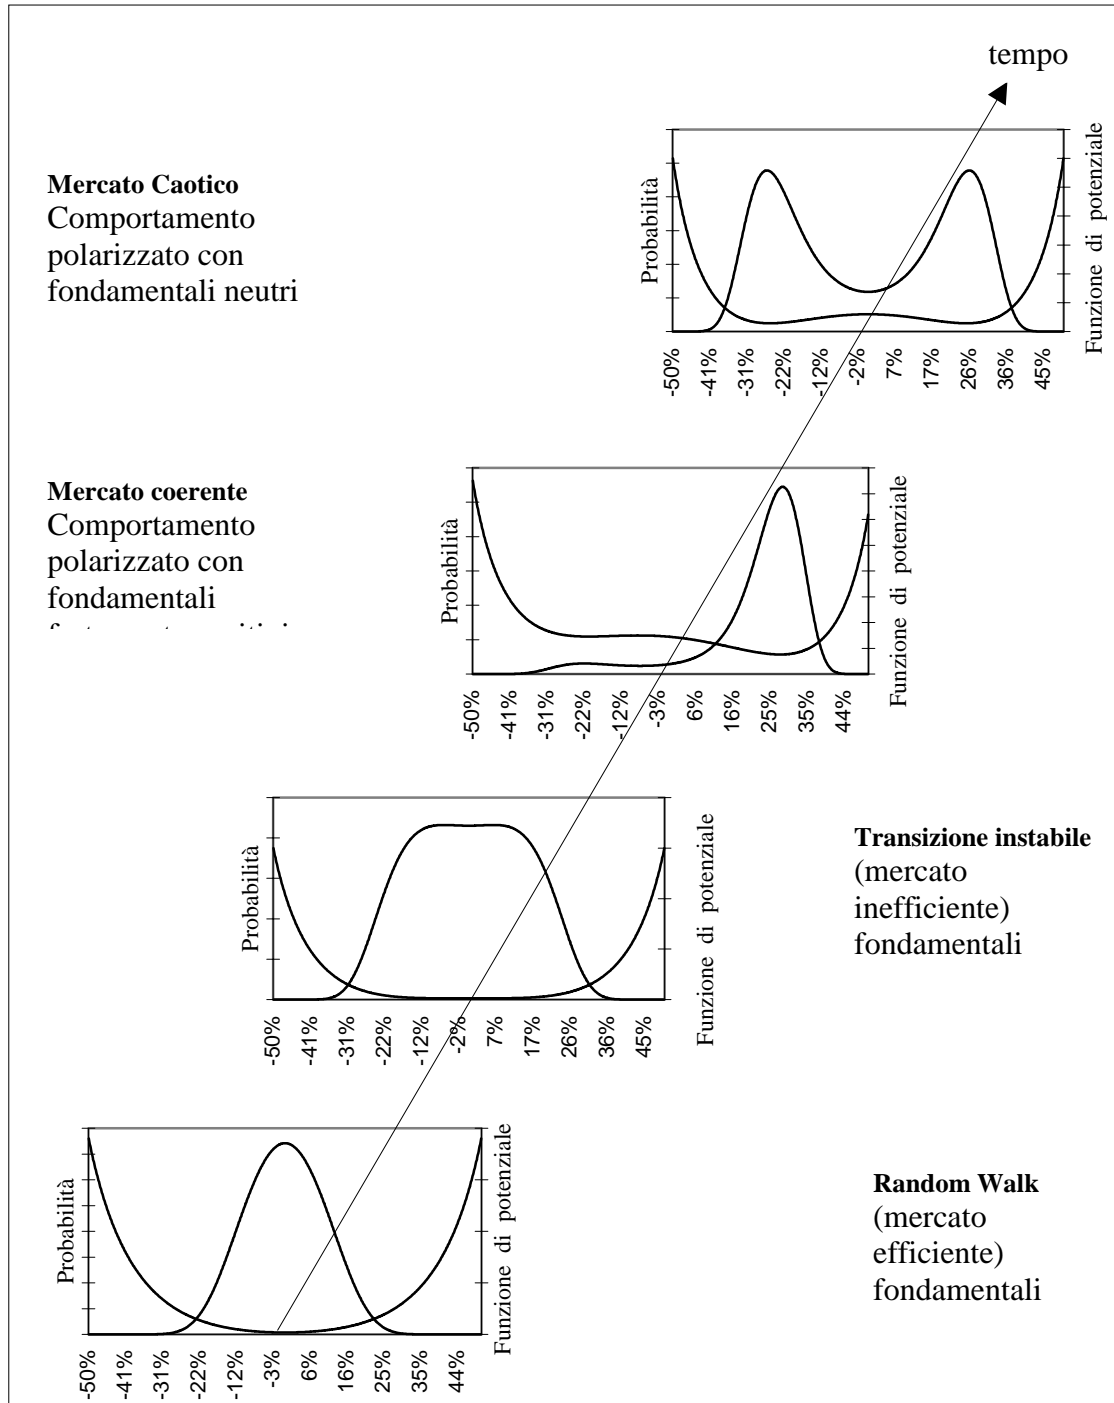 tempo
Mercato Caotico
Comportamento
polarizzato con
fondamentali neutri
Probabilità
Funzione di potenziale
-50%
-41%
-31%
-22%
-12%
-2%
7%
17%
26%
36%
45%
Mercato coerente
Comportamento
polarizzato con
fondamentali
Probabilità
Funzione di potenziale
-50%
-41%
-31%
-22%
-12%
-3%
6%
16%
25%
35%
44%
Probabilità
Funzione di potenziale
-50%
-41%
-31%
-22%
-12%
-2%
7%
17%
26%
36%
45%
Transizione instabile
(mercato
inefficiente)
fondamentali
Probabilità
Funzione di potenziale
-50%
-41%
-31%
-22%
-12%
-3%
6%
16%
25%
35%
44%
Random Walk
(mercato
efficiente)
fondamentali